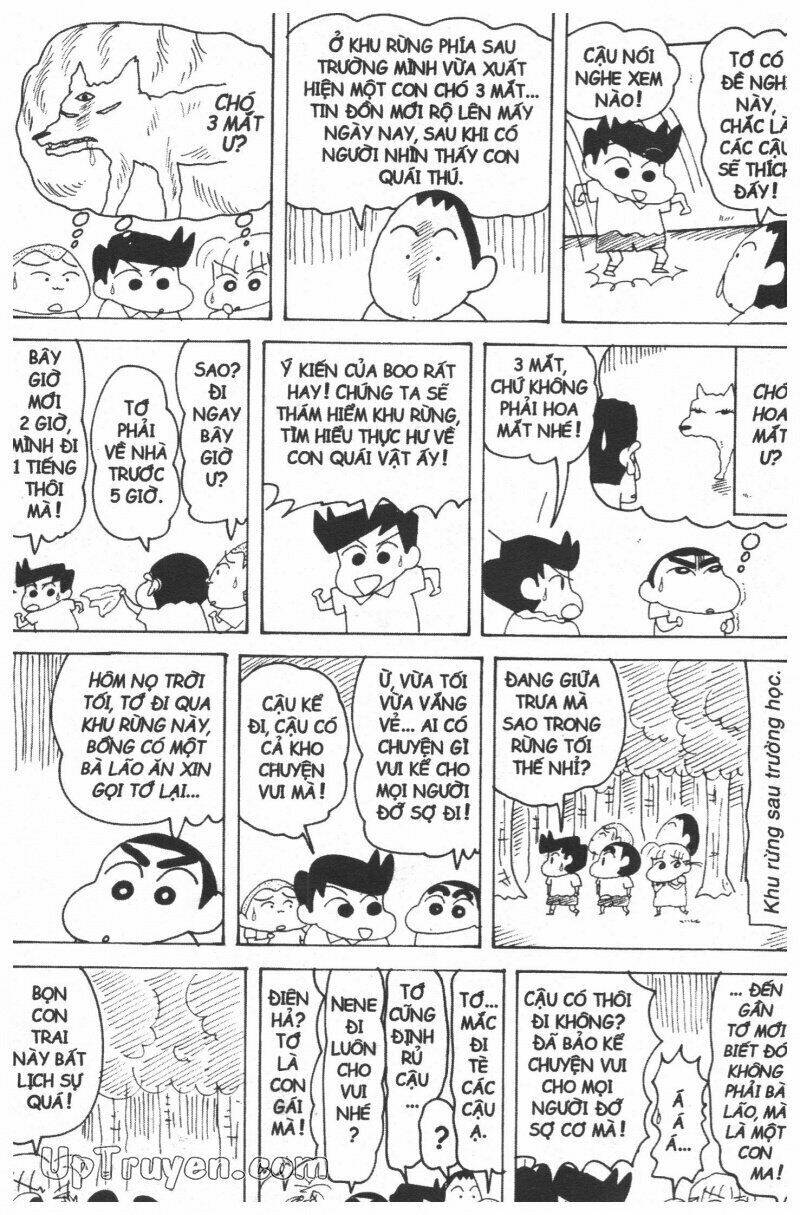 TỚ CÓ
ĐỀ NGHỊ
NÀY,
CHẮC LÀ
CÁC CẬU
SẼ THÍCH
ĐẤY!
CẬU NÓI
NGHE XEM
NÀO!
Ở KHU RỪNG PHÍA SAU
TRƯỜNG MÌNH VỪA XUẤT
HIỆN MỘT CON CHÓ 3 MẮT...
TIN ĐỒN MỚI RỘ LÊN MẤY
NGÀY NAY, SAU KHI CÓ
NGƯỜI NHÌN THẤY CON
QUÁI THÚ.
CHÓ
3 MẮT
Ư?
CHÓ
HOA
MẮT
Ư?
3 MẮT,
CHỨ KHÔNG
PHẢI HOA
MẮT NHÉ!
Ý KIẾN CỦA BOO RẤT
HAY! CHÚNG TA SẼ
THÁM HIỂM KHU RỪNG,
TÌM HIỂU THỰC HƯ VỀ
CON QUÁI VẬT ẤY!
SAO?
ĐI
NGAY
BÂY
GIỜ
Ư?
TỚ
PHẢI
VỀ NHÀ
TRƯỚC
5 GIỜ.
BÂY
GIỜ
MỚI
2 GIỜ,
MÌNH ĐI
1 TIẾNG
THÔI
MÀ!
Khu rừng sau trường học.
ĐANG GIỮA
TRƯA MÀ
SAO TRONG
RỪNG TỐI
THẾ NHỈ?
Ừ, VỪA TỐI
VỪA VẮNG
VẺ... AI CÓ
CHUYỆN GÌ
VUI KỂ CHO
MỌI NGƯỜI
ĐỠ SỢ ĐI!
CẬU KỂ
ĐI, CẬU CÓ
CẢ KHO
CHUYỆN
VUI MÀ!
HÔM NỌ TRỜI
TỐI, TỚ ĐI QUA
KHU RỪNG NÀY,
BỖNG CÓ MỘT
BÀ LÃO ĂN XIN
GỌI TỚ LẠI...
... ĐẾN
GẦN
TỚ MỚI
BIẾT ĐÓ
KHÔNG
PHẢI BÀ
LÃO, MÀ
LÀ MỘT
CON
MA!
Á
Á
Á...
CẬU CÓ THÔI
ĐI KHÔNG?
ĐÃ BẢO KỂ
CHUYỆN VUI
CHO MỌI
NGƯỜI ĐỠ
SỢ CƠ MÀ!
TỚ...
MẮC
ĐI
TÈ
CÁC
CẬU
Ạ.
?
TỚ
CŨNG
ĐỊNH
RỦ
CẬU
...
NENE
ĐI
LUÔN
CHO
VUI
NHÉ
?
ĐIÊN
HẢ?
TỚ
LÀ
CON
GÁI
MÀ!
BỌN
CON
TRAI
NÀY BẤT
LỊCH SỰ
QUÁ!
UpTruyen.com